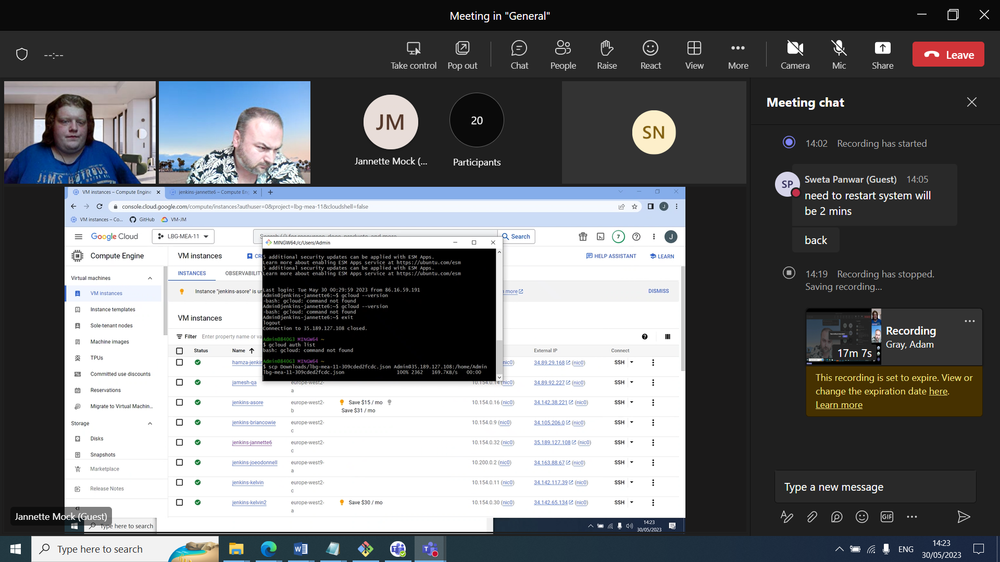 Meeting in "General"
--:--
Take control
Pop out
Chat
People
Raise
React
View
More
Camera
Mic
Share
Leave
JM
Jannette Mock (...
20
Participants
SN
Meeting chat
14:02 Recording has started
SP
Sweta Panwar (Guest) 14:05
need to restart system will
be 2 mins
back
14:19 Recording has stopped.
Saving recording...
17m 7s
Recording
Gray, Adam
This recording is set to expire. View or
change the expiration date here.
Learn more
Type a new message
GIF
VM instances – Compute Engine
jenkins-jannette6 – Compute Eng
console.cloud.google.com/compute/instances?authuser=0&project=lbg-mea-11&cloudshell=false
J
VM instances – Co...
GitHub
VM-JM
Google Cloud
LBG-MEA-11
Search
7
J
Compute Engine
VM instances
HELP ASSISTANT
LEARN
INSTANCES
OBSERVABILITY
Instance "jenkins-asore" is
more
DISMISS
VM instances
Filter Enter property name or va
Status
Name
External IP
Connect
Virtual machines
VM instances
Instance templates
Sole-tenant nodes
Machine images
TPUs
Committed use discounts
Reservations
Migrate to Virtual Machin...
Storage
Disks
Snapshots
Marketplace
Release Notes
MINGW64:/c/Users/Admin
5 additional security updates can be applied with ESM Apps.
Learn more about enabling ESM Apps service at https://ubuntu.com/esm
5 additional security updates can be applied with ESM Apps.
Learn more about enabling ESM Apps service at https://ubuntu.com/esm
Last login: Tue May 30 00:29:59 2023 from 86.16.59.191
Admin@jenkins-jannette6:~$ gcloud --version
-bash: gcloud: command not found
Admin@jenkins-jannette6:~$ gcloud --version
-bash: gcloud: command not found
Admin@jenkins-jannette6:~$ exit
logout
Connection to 35.189.127.108 closed.
Admin@840G3 MINGW64 ~
$ gcloud auth list
bash: gcloud: command not found
Admin@840G3 MINGW64 ~
$ scp Downloads/lbg-mea-11-309cded2fcdc.json Admin@35.189.127.108:/home/Admin
lbg-mea-11-309cded2fcdc.json 100% 2362 169.7KB/s 00:00
hamza-jenkin nic0) 34.89.29.168 (nic0) SSH
jamesh-qa europe-west2-a 10.154.0.14 (nic0) 34.89.92.227 (nic0) SSH
jenkins-asore europe-west2-b Save $15 / mo Save $31 / mo 10.154.0.16 (nic0) 34.142.38.221 (nic0) SSH
jenkins-briancowie europe-west2-c 10.154.0.9 (nic0) 34.105.206.0 (nic0) SSH
jenkins-jannette6 europe-west2-c 10.154.0.32 (nic0) 35.189.127.108 (nic0) SSH
jenkins-joeodonnell europe-west9-a 10.200.0.2 (nic0) 34.163.88.67 (nic0) SSH
jenkins-kelvin europe-west2-c 10.154.0.11 (nic0) 34.142.117.39 (nic0) SSH
jenkins-kelvin2 europe-west2-a Save $30 / mo 10.154.0.30 (nic0) 34.142.65.134 (nic0) SSH
Jannette Mock (Guest)
Type here to search
14:23
30/05/2023
Type here to search
ENG
14:23
30/05/2023